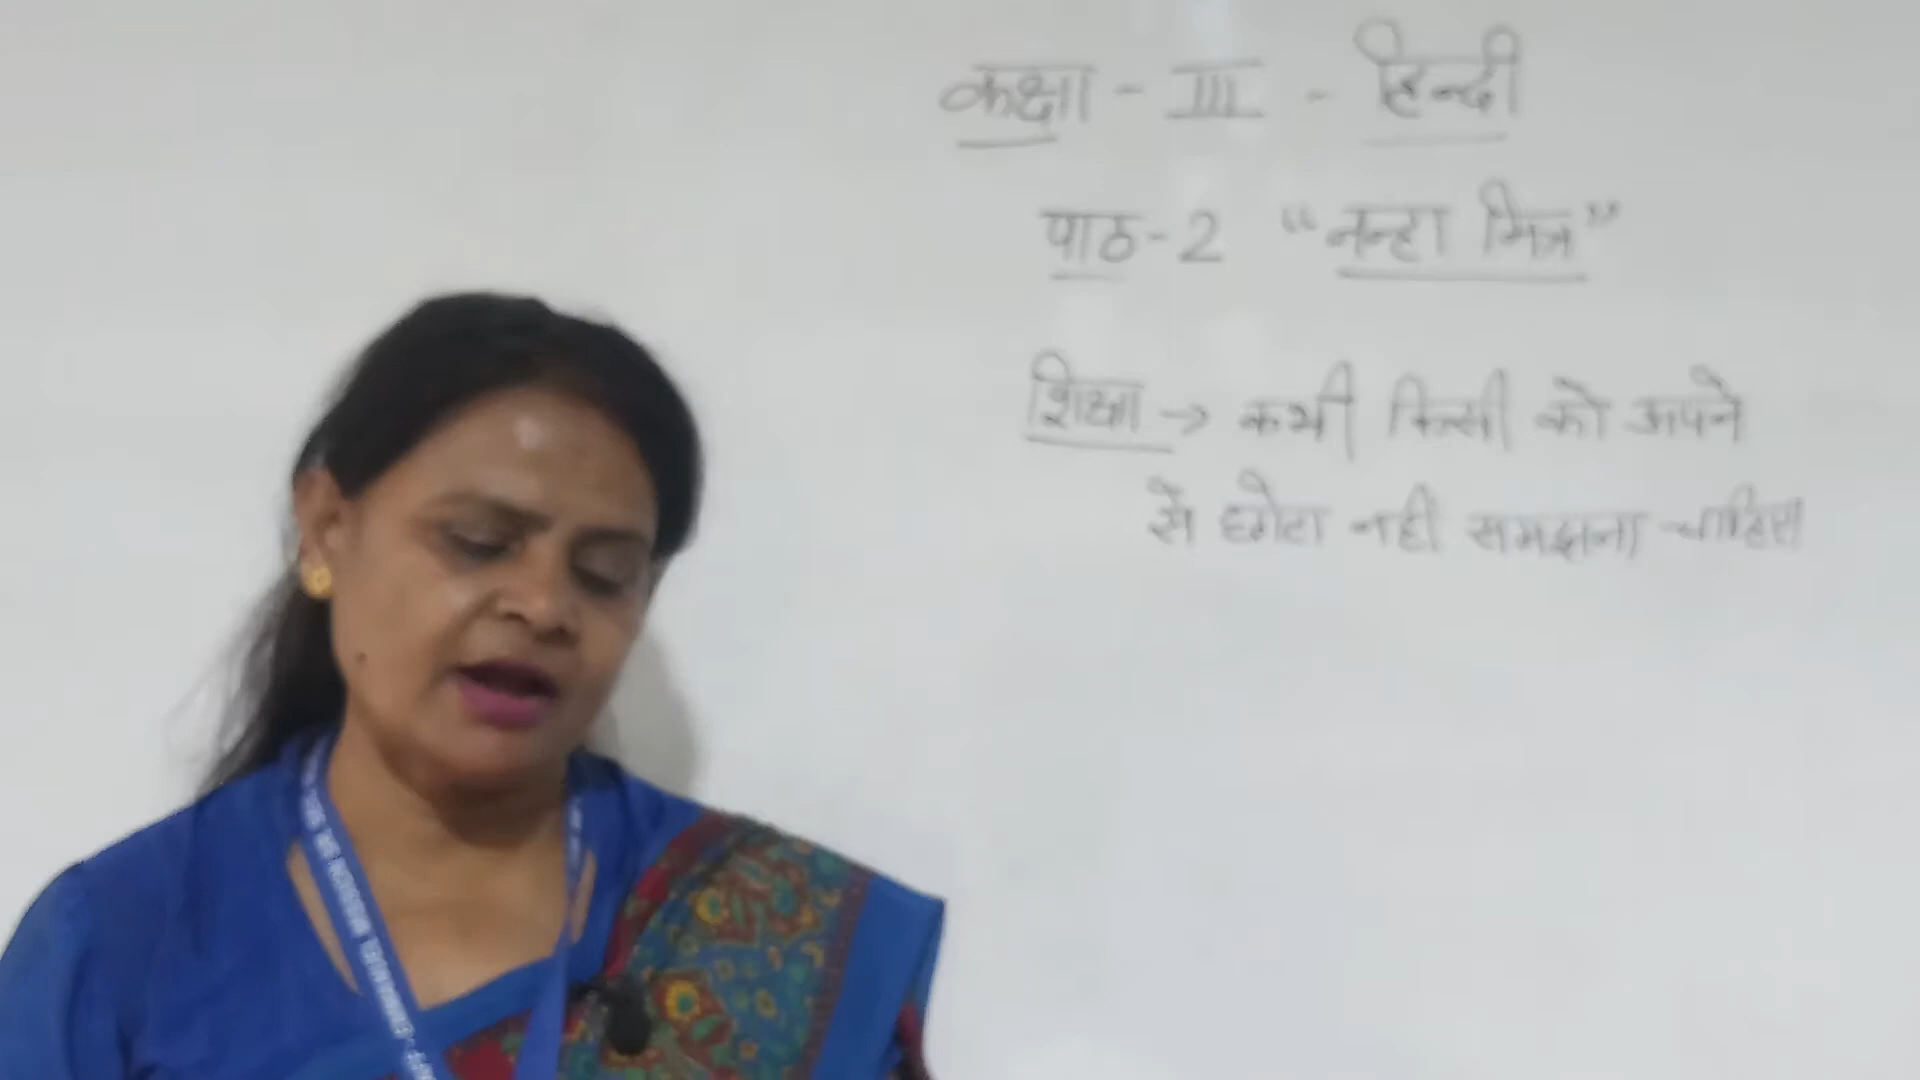 कक्षा - III - हिन्दी
पाठ-2 “नन्हा मित्र”
शिक्षा → कभी किसी को अपने
से छोटा नही समझना चाहिए